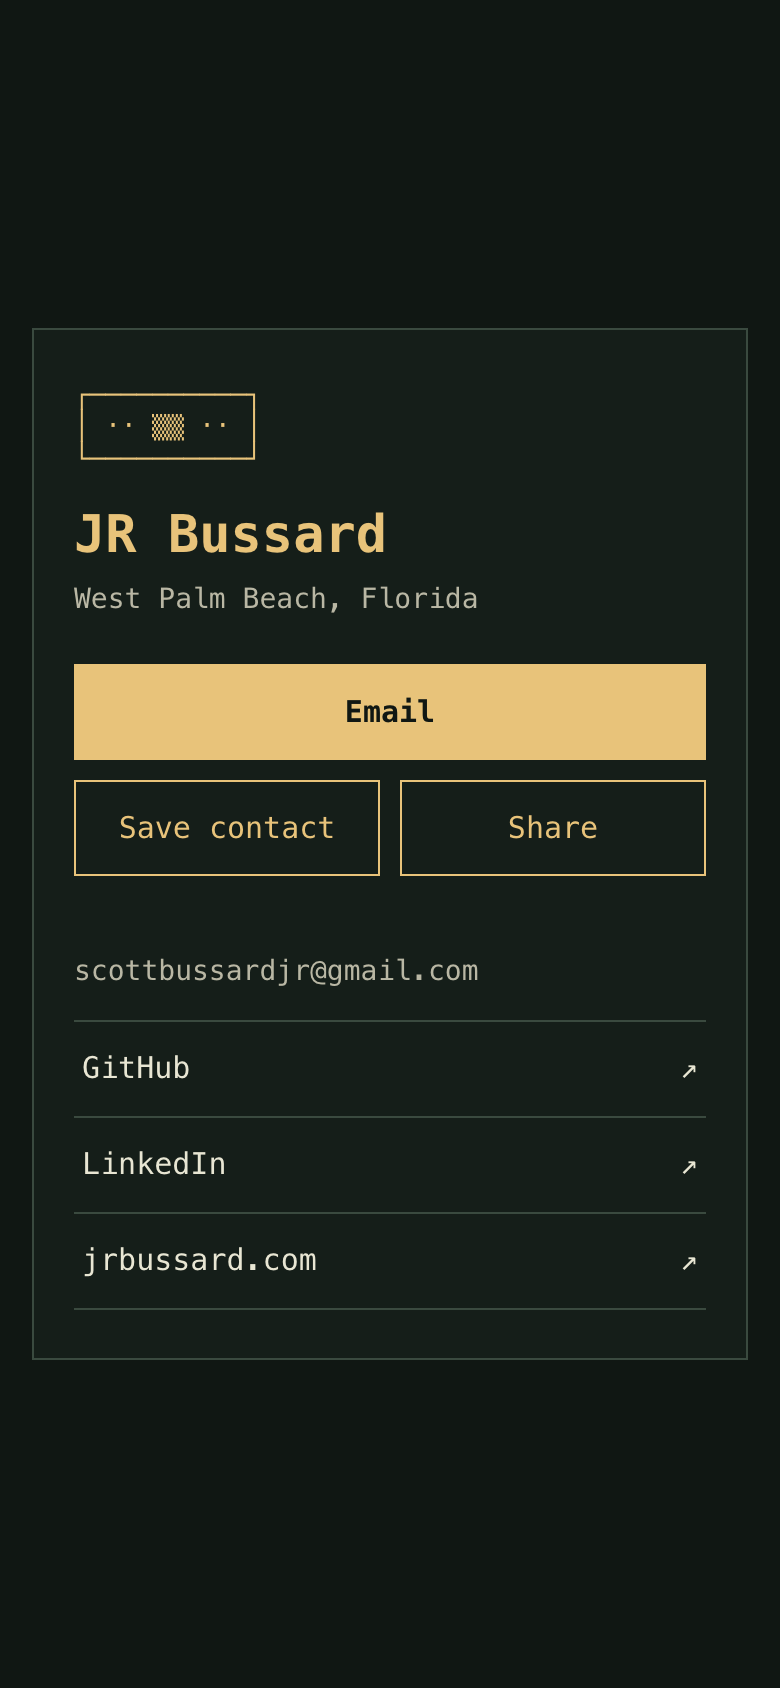 ·· ▒▒ ··
JR Bussard
West Palm Beach, Florida
Email
Save contact
Share
scottbussardjr@gmail.com
GitHub ↗
LinkedIn ↗
jrbussard.com ↗